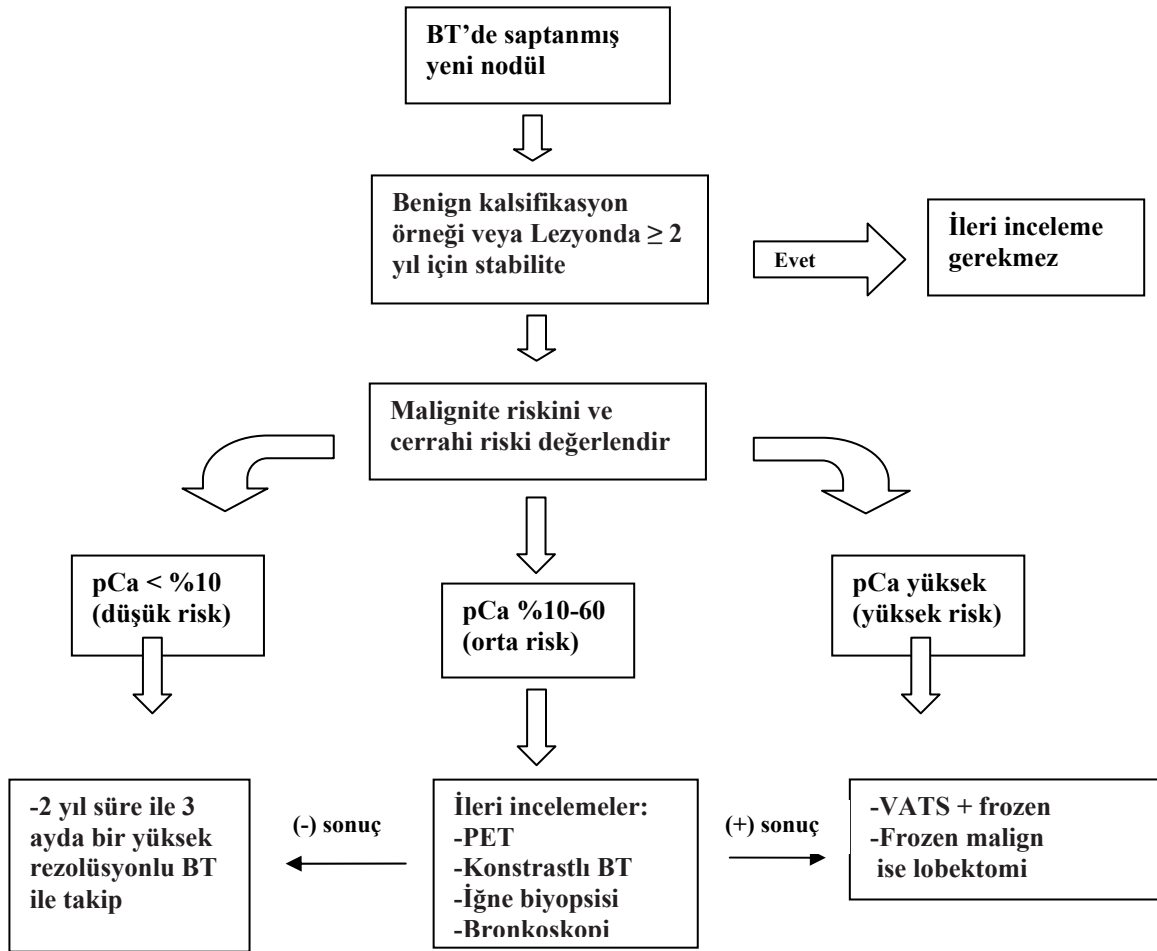 BT’de saptanmış
yeni nodül
Benign kalsifikasyon
örneği veya Lezyonda ≥ 2
yıl için stabilite
Evet
İleri inceleme
gerekmez
Malignite riskini ve
cerrahi riski değerlendir
pCa < %10
(düşük risk)
pCa %10-60
(orta risk)
pCa yüksek
(yüksek risk)
-2 yıl süre ile 3
ayda bir yüksek
rezolüsyonlu BT
ile takip
(-) sonuç
İleri incelemeler:
-PET
-Konstrastlı BT
-İğne biyopsisi
-Bronkoskopi
(+) sonuç
-VATS + frozen
-Frozen malign
ise lobektomi